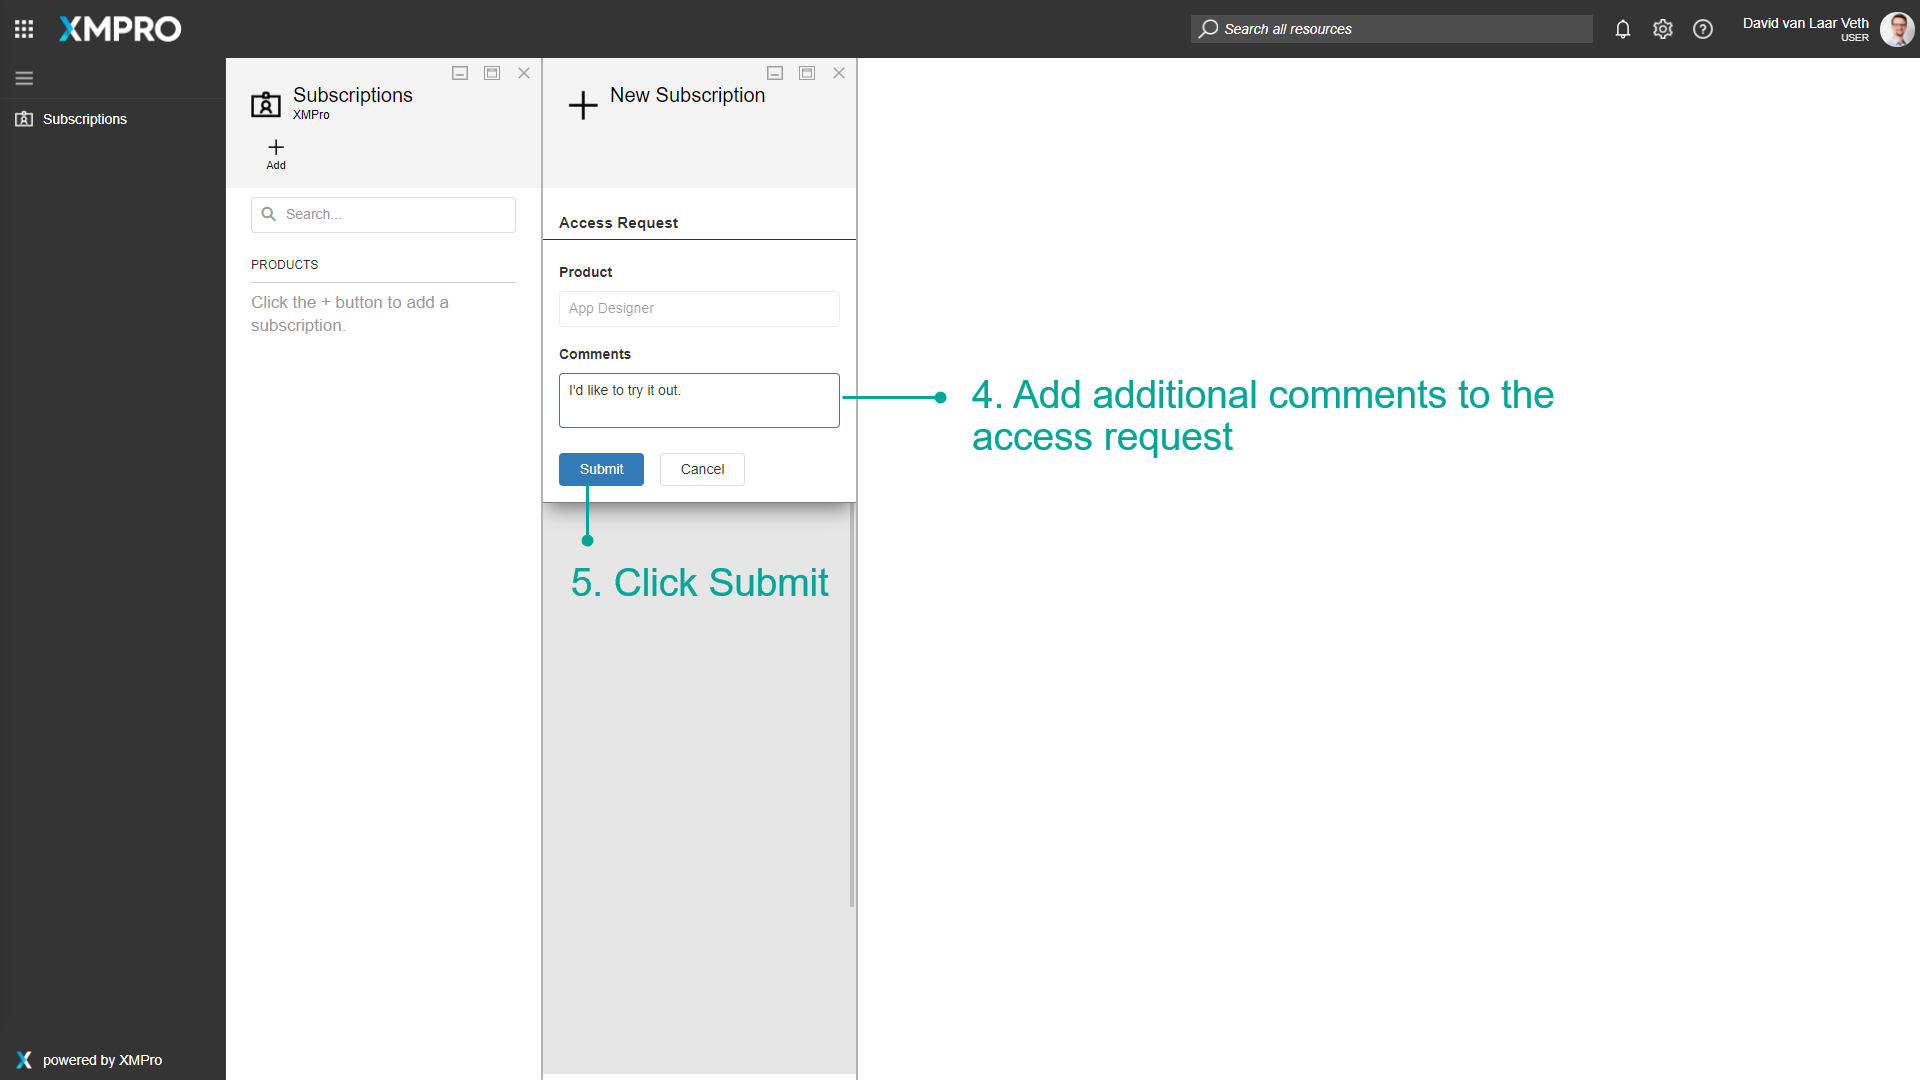 XMPRO
Search all resources
David van Laar Veth
USER
Subscriptions
Subscriptions
XMPro
Add
Search...
PRODUCTS
Click the + button to add a
subscription.
New Subscription
Access Request
Product
App Designer
Comments
I'd like to try it out.
Submit
Cancel
4. Add additional comments to the
access request
5. Click Submit
powered by XMPro